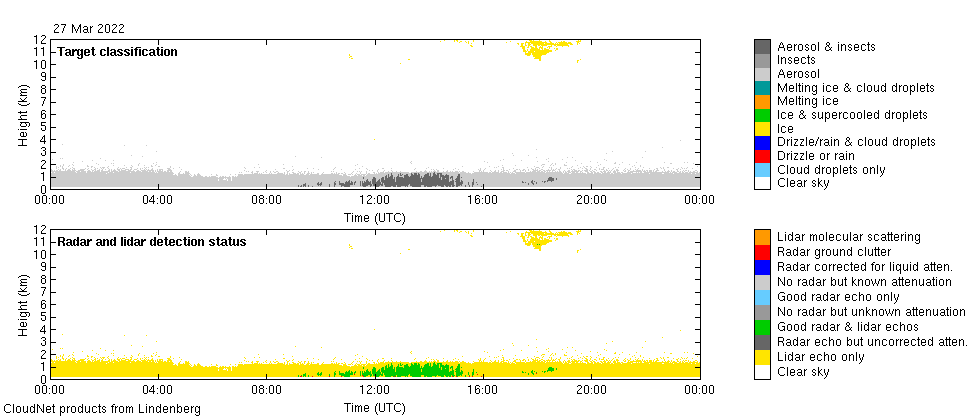 27 Mar 2022
Target classification
Height (km)
12
11
10
9
8
7
6
5
4
3
2
1
0
00:00 04:00 08:00 12:00 16:00 20:00 00:00
Time (UTC)
Aerosol & insects
Insects
Aerosol
Melting ice & cloud droplets
Melting ice
Ice & supercooled droplets
Ice
Drizzle/rain & cloud droplets
Drizzle or rain
Cloud droplets only
Clear sky
Radar and lidar detection status
Height (km)
12
11
10
9
8
7
6
5
4
3
2
1
0
00:00 04:00 08:00 12:00 16:00 20:00 00:00
Time (UTC)
Lidar molecular scattering
Radar ground clutter
Radar corrected for liquid atten.
No radar but known attenuation
Good radar echo only
No radar but unknown attenuation
Good radar & lidar echos
Radar echo but uncorrected atten.
Lidar echo only
Clear sky
CloudNet products from Lindenberg